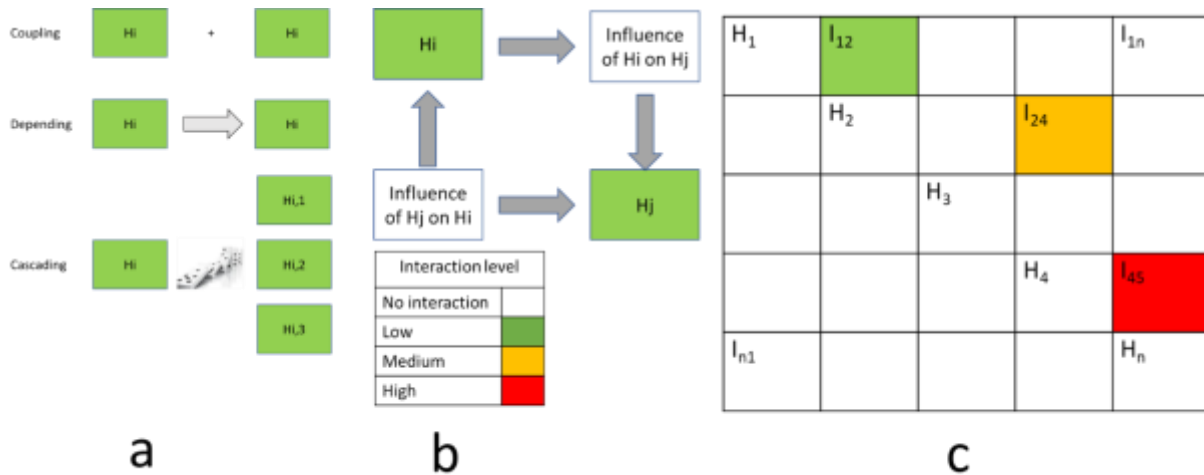 Coupling
Hi + Hi
Depending
Hi Hi
Cascading
Hi
Hi,1
Hi,2
Hi,3
a
Hi
Influence
of Hi on Hj
Influence
of Hj on Hi
Hj
Interaction level
No interaction
Low
Medium
High
b
H₁ I₁₂ I₁ₙ
H₂ I₂₄
H₃
H₄ I₄₅
Iₙ₁ Hₙ
c